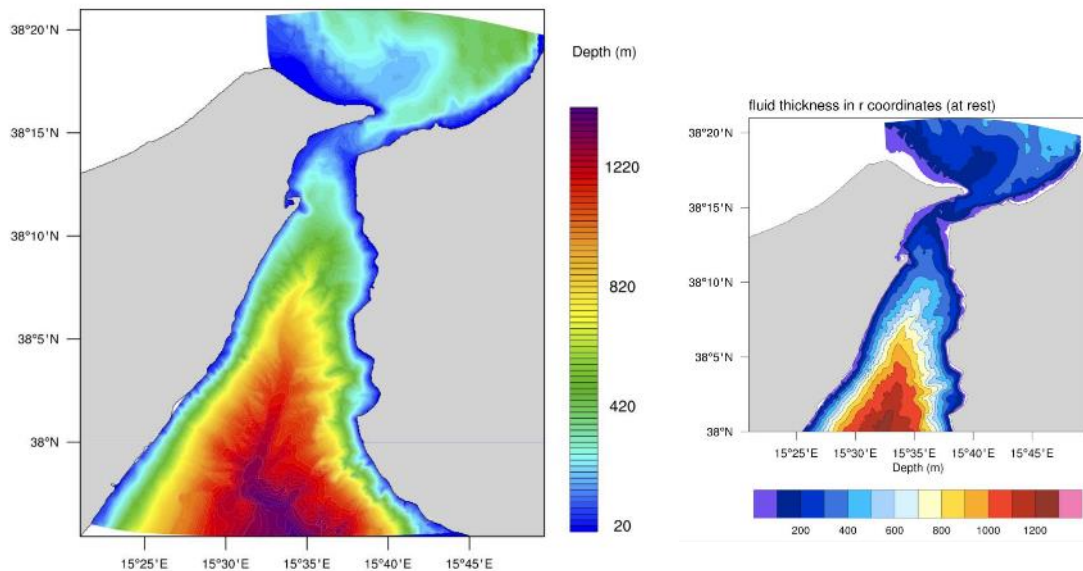 Depth (m)
38°20'N
38°15'N
38°10'N
38°5'N
38°N
15°25'E 15°30'E 15°35'E 15°40'E 15°45'E
1220
820
420
20
fluid thickness in r coordinates (at rest)
38°20'N
38°15'N
38°10'N
38°5'N
38°N
15°25'E 15°30'E 15°35'E 15°40'E 15°45'E
Depth (m)
200 400 600 800 1000 1200